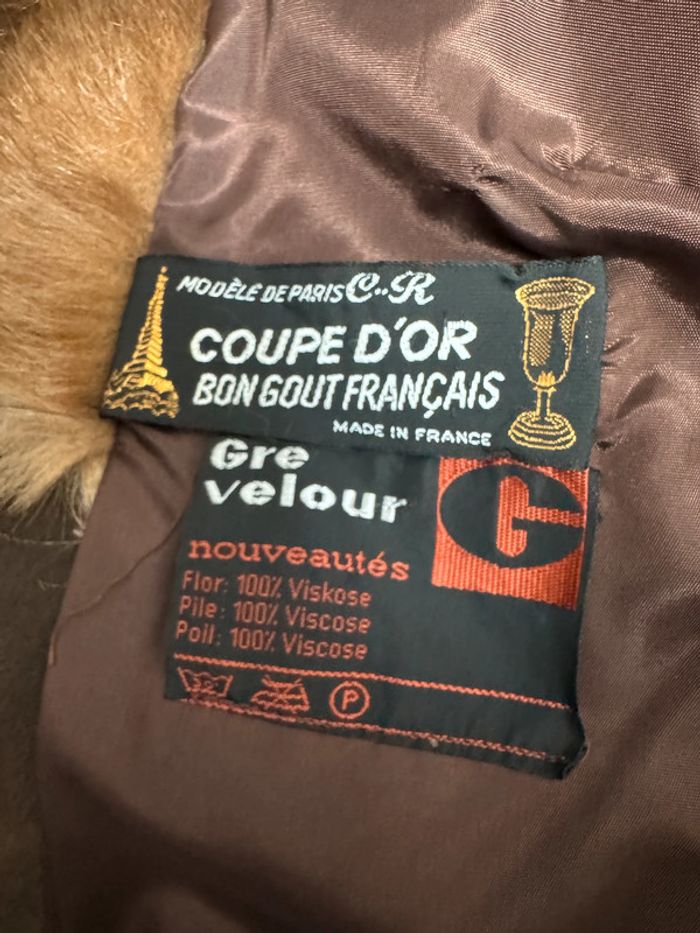 MODÈLE DE PARIS C..R
COUPE D'OR
BON GOUT FRANÇAIS
MADE IN FRANCE
Gre
velour
G
nouveautés
Flor: 100% Viskose
Pile: 100% Viscose
Poil: 100% Viscose
P